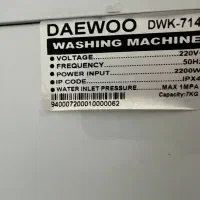 DAEWOO DWK-714
WASHING MACHINE
• VOLTAGE 220V
• FREQUENCY 50Hz
• POWER INPUT 2200W
• IP CODE IPX4
• WATER INLET PRESSURE MAX 1MPA
Capacity:7KG
940007200010000062